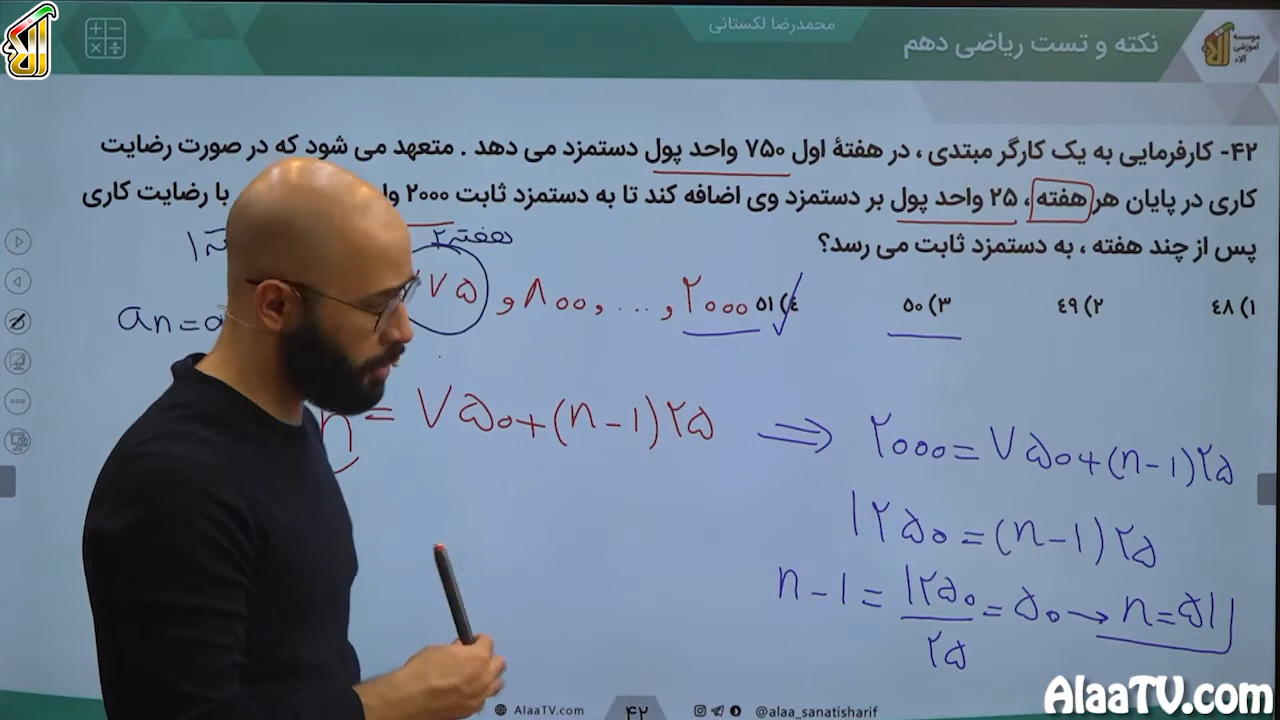 محمدرضا لکستانی
نکته و تست ریاضی دهم
موسسه
آموزشی
آلاء
۴۲- کارفرمایی به یک کارگر مبتدی ، در هفتهٔ اول ۷۵۰ واحد پول دستمزد می دهد . متعهد می شود که در صورت رضایت
کاری در پایان هر هفته ، ۲۵ واحد پول بر دستمزد وی اضافه کند تا به دستمزد ثابت ۲۰۰۰ با رضایت کاری
پس از چند هفته ، به دستمزد ثابت می رسد؟
۱) ۴۸ ۲) ۴۹ ۳) ۵۰ ۴) ۵۱
هفته ۲
۷۵ , ۸۰۰ , ... , ۲۰۰۰
an =
n = ۷۵۰ + (n - ۱) ۲۵ ⟹ ۲۰۰۰ = ۷۵۰ + (n - ۱) ۲۵
۱۲۵۰ = (n - ۱) ۲۵
n - ۱ = ۱۲۵۰/۲۵ = ۵۰ → n = ۵۱
AlaaTV.com
۴۲
@alaa_sanatisharif
AlaaTV.com